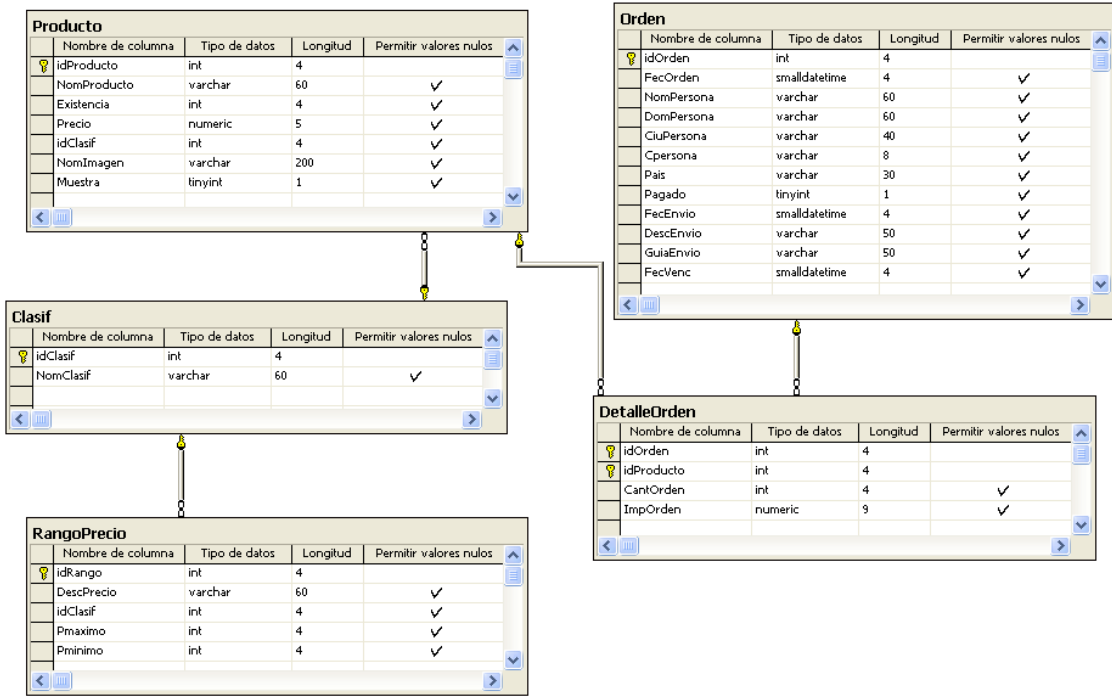 Producto
Nombre de columna Tipo de datos Longitud Permitir valores nulos
idProducto int 4
NomProducto varchar 60
Existencia int 4
Precio numeric 5
idClasif int 4
NomImagen varchar 200
Muestra tinyint 1
Orden
Nombre de columna Tipo de datos Longitud Permitir valores nulos
idOrden int 4
FecOrden smalldatetime 4
NomPersona varchar 60
DomPersona varchar 60
CiuPersona varchar 40
Cpersona varchar 8
Pais varchar 30
Pagado tinyint 1
FecEnvio smalldatetime 4
DescEnvio varchar 50
GuiaEnvio varchar 50
FecVenc smalldatetime 4
Clasif
Nombre de columna Tipo de datos Longitud Permitir valores nulos
idClasif int 4
NomClasif varchar 60
DetalleOrden
Nombre de columna Tipo de datos Longitud Permitir valores nulos
idOrden int 4
idProducto int 4
CantOrden int 4
ImpOrden numeric 9
RangoPrecio
Nombre de columna Tipo de datos Longitud Permitir valores nulos
idRango int 4
DescPrecio varchar 60
idClasif int 4
Pmaximo int 4
Pminimo int 4